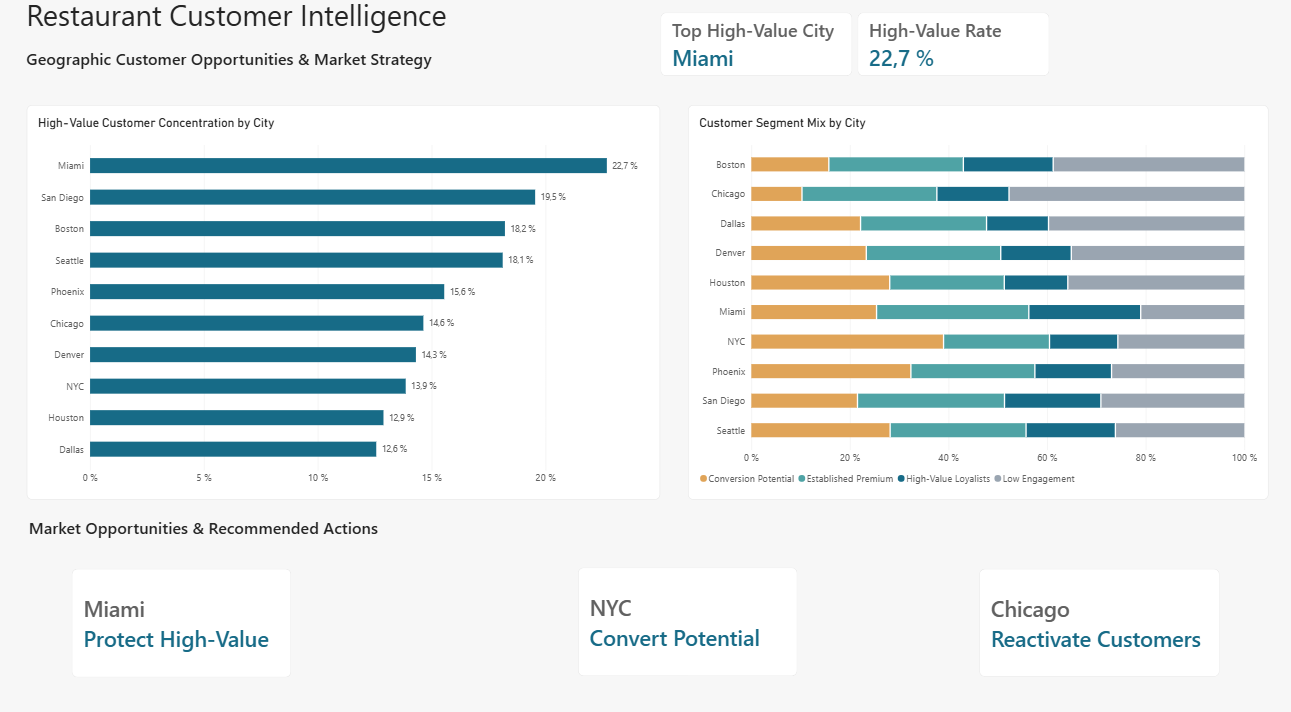 Restaurant Customer Intelligence
Geographic Customer Opportunities & Market Strategy
Top High-Value City
Miami
High-Value Rate
22,7 %
High-Value Customer Concentration by City
Miami 22,7 %
San Diego 19,5 %
Boston 18,2 %
Seattle 18,1 %
Phoenix 15,6 %
Chicago 14,6 %
Denver 14,3 %
NYC 13,9 %
Houston 12,9 %
Dallas 12,6 %
0 % 5 % 10 % 15 % 20 %
Customer Segment Mix by City
Boston
Chicago
Dallas
Denver
Houston
Miami
NYC
Phoenix
San Diego
Seattle
0 % 20 % 40 % 60 % 80 % 100 %
Conversion Potential Established Premium High-Value Loyalists Low Engagement
Market Opportunities & Recommended Actions
Miami
Protect High-Value
NYC
Convert Potential
Chicago
Reactivate Customers